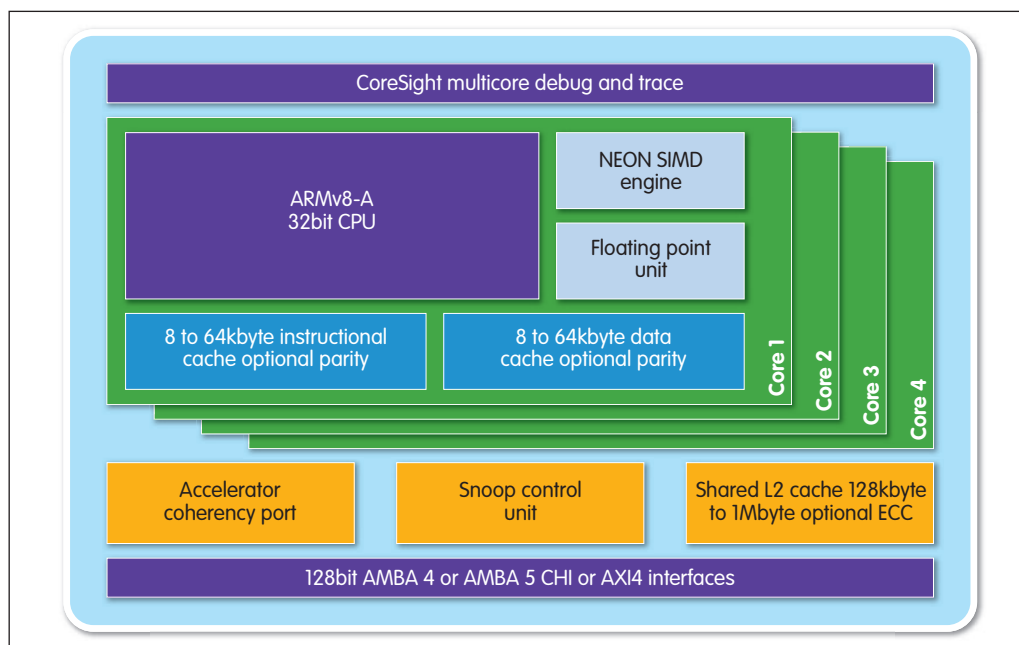 CoreSight multicore debug and trace
ARMv8-A
32bit CPU
NEON SIMD
engine
Floating point
unit
8 to 64kbyte instructional
cache optional parity
8 to 64kbyte data
cache optional parity
Core 1
Core 2
Core 3
Core 4
Accelerator
coherency port
Snoop control
unit
Shared L2 cache 128kbyte
to 1Mbyte optional ECC
128bit AMBA 4 or AMBA 5 CHI or AXI4 interfaces